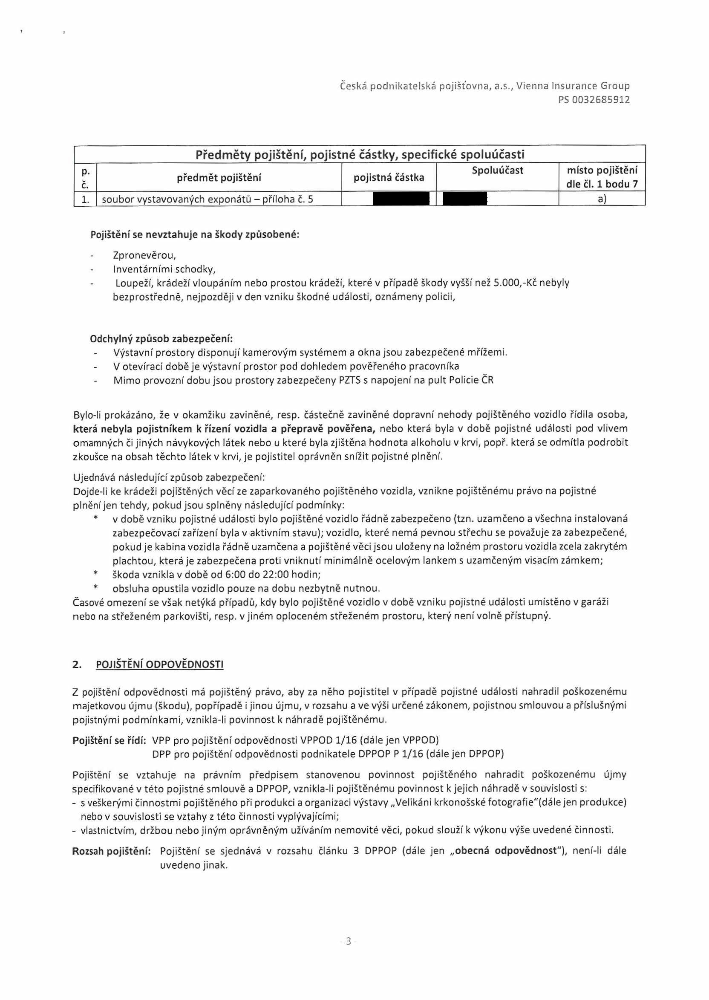 Česká podnikatelská pojišťovna, a.s., Vienna Insurance Group
PS 0032685912
Předměty pojištění, pojistné částky, specifické spoluúčasti
p. č. předmět pojištění pojistná částka Spoluúčast místo pojištění dle čl. 1 bodu 7
1. soubor vystavovaných exponátů – příloha č. 5 a)
Pojištění se nevztahuje na škody způsobené:
- Zpronevěrou,
- Inventárními schodky,
- Loupeží, krádeží vloupáním nebo prostou krádeží, které v případě škody vyšší než 5.000,-Kč nebyly
bezprostředně, nejpozději v den vzniku škodné události, oznámeny policii,
Odchylný způsob zabezpečení:
- Výstavní prostory disponují kamerovým systémem a okna jsou zabezpečené mřížemi.
- V otevírací době je výstavní prostor pod dohledem pověřeného pracovníka
- Mimo provozní dobu jsou prostory zabezpečeny PZTS s napojení na pult Policie ČR
Bylo-li prokázáno, že v okamžiku zaviněné, resp. částečně zaviněné dopravní nehody pojištěného vozidlo řídila osoba,
která nebyla pojistníkem k řízení vozidla a přepravě pověřena, nebo která byla v době pojistné události pod vlivem
omamných či jiných návykových látek nebo u které byla zjištěna hodnota alkoholu v krvi, popř. která se odmítla podrobit
zkoušce na obsah těchto látek v krvi, je pojistitel oprávněn snížit pojistné plnění.
Ujednává následující způsob zabezpečení:
Dojde-li ke krádeži pojištěných věcí ze zaparkovaného pojištěného vozidla, vznikne pojištěnému právo na pojistné
plnění jen tehdy, pokud jsou splněny následující podmínky:
* v době vzniku pojistné události bylo pojištěné vozidlo řádně zabezpečeno (tzn. uzamčeno a všechna instalovaná
zabezpečovací zařízení byla v aktivním stavu); vozidlo, které nemá pevnou střechu se považuje za zabezpečené,
pokud je kabina vozidla řádně uzamčena a pojištěné věci jsou uloženy na ložném prostoru vozidla zcela zakrytém
plachtou, která je zabezpečena proti vniknutí minimálně ocelovým lankem s uzamčeným visacím zámkem;
* škoda vznikla v době od 6:00 do 22:00 hodin;
* obsluha opustila vozidlo pouze na dobu nezbytně nutnou.
Časové omezení se však netýká případů, kdy bylo pojištěné vozidlo v době vzniku pojistné události umístěno v garáži
nebo na střeženém parkovišti, resp. v jiném oploceném střeženém prostoru, který není volně přístupný.
2. POJIŠTĚNÍ ODPOVĚDNOSTI
Z pojištění odpovědnosti má pojištěný právo, aby za něho pojistitel v případě pojistné události nahradil poškozenému
majetkovou újmu (škodu), popřípadě i jinou újmu, v rozsahu a ve výši určené zákonem, pojistnou smlouvou a příslušnými
pojistnými podmínkami, vznikla-li povinnost k náhradě pojištěnému.
Pojištění se řídí: VPP pro pojištění odpovědnosti VPPOD 1/16 (dále jen VPPOD)
DPP pro pojištění odpovědnosti podnikatele DPPOP P 1/16 (dále jen DPPOP)
Pojištění se vztahuje na právním předpisem stanovenou povinnost pojištěného nahradit poškozenému újmy
specifikované v této pojistné smlouvě a DPPOP, vznikla-li pojištěnému povinnost k jejich náhradě v souvislosti s:
- s veškerými činnostmi pojištěného při produkci a organizaci výstavy „Velikáni krkonošské fotografie“(dále jen produkce)
nebo v souvislosti se vztahy z této činnosti vyplývajícími;
- vlastnictvím, držbou nebo jiným oprávněným užíváním nemovité věci, pokud slouží k výkonu výše uvedené činnosti.
Rozsah pojištění: Pojištění se sjednává v rozsahu článku 3 DPPOP (dále jen „obecná odpovědnost“), není-li dále
uvedeno jinak.
- 3 -